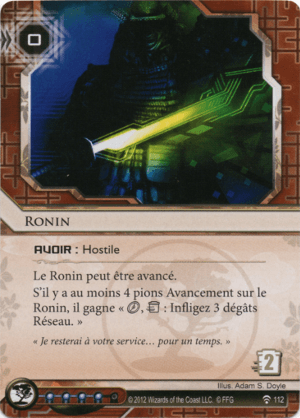 0
RONIN
AVOIR : Hostile
Le Ronin peut être avancé.
S'il y a au moins 4 pions Avancement sur le
Ronin, il gagne « , : Infligez 3 dégâts
Réseau. »
« Je resterai à votre service… pour un temps. »
2
Illus. Adam S. Doyle
© 2012 Wizards of the Coast LLC. © FFG
112